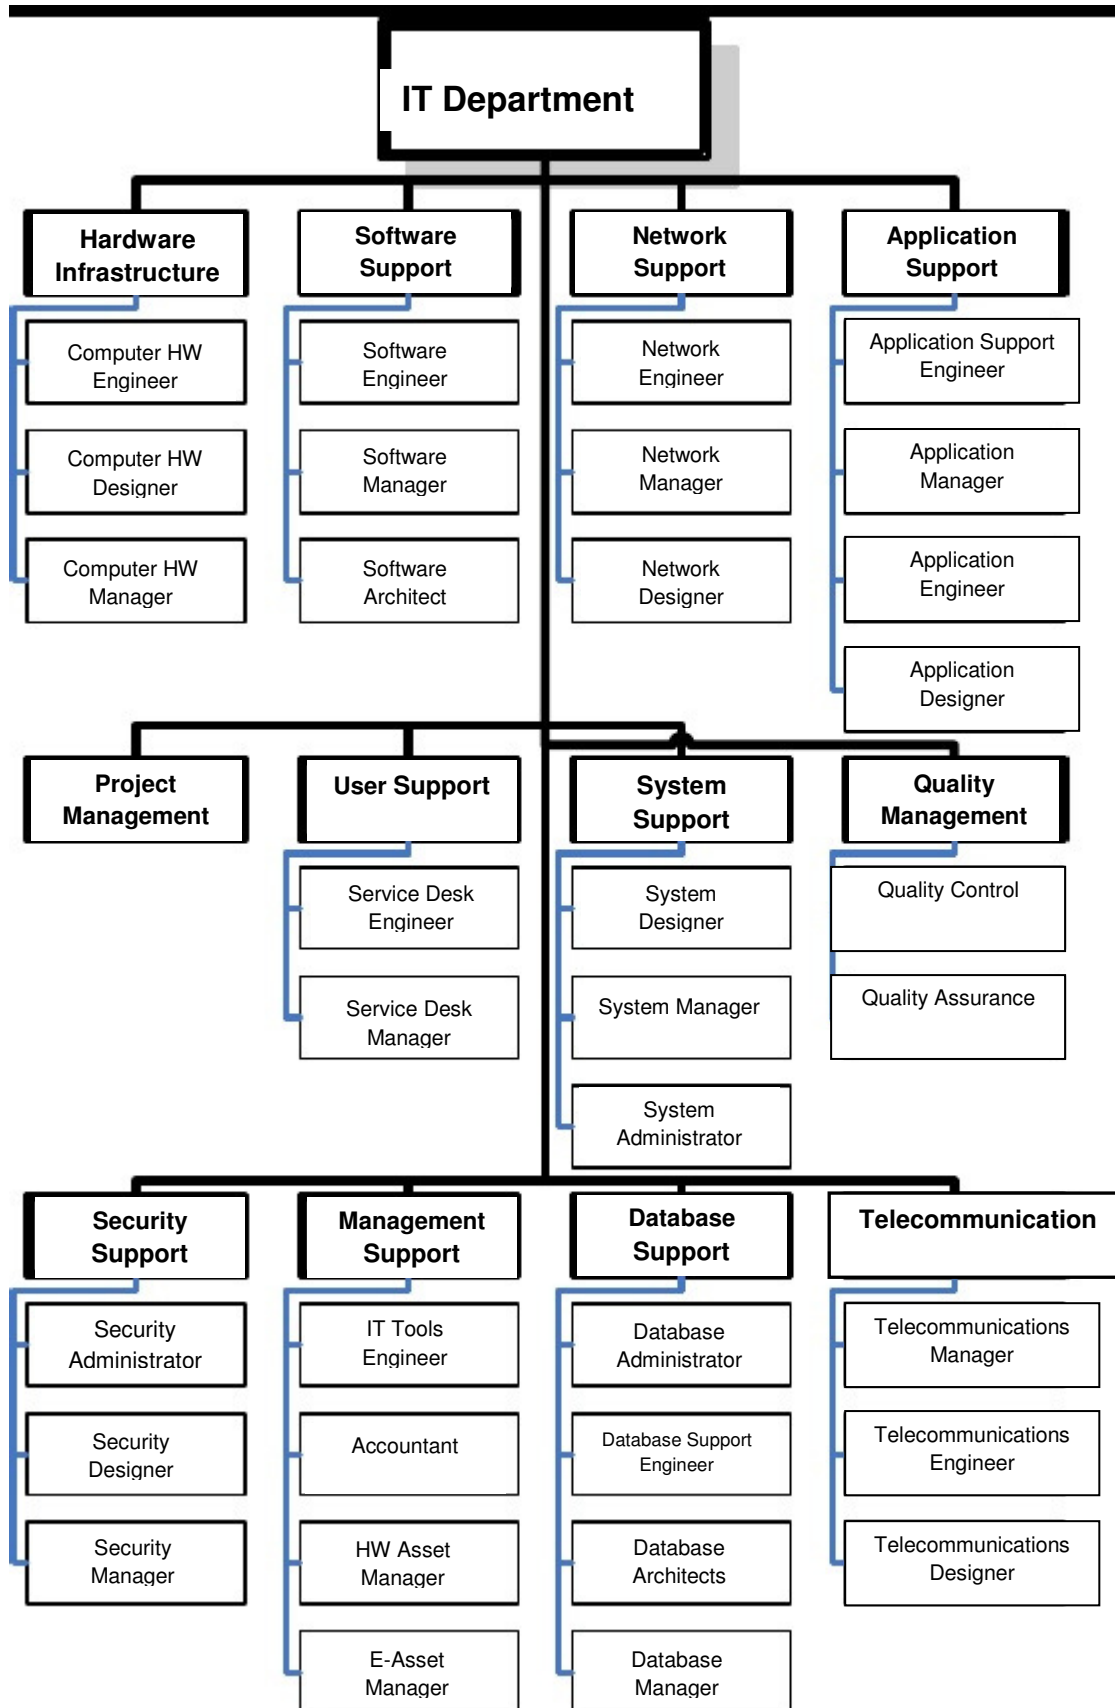 IT Department
Hardware
Infrastructure
Computer HW
Engineer
Computer HW
Designer
Computer HW
Manager
Software
Support
Software
Engineer
Software
Manager
Software
Architect
Network
Support
Network
Engineer
Network
Manager
Network
Designer
Application
Support
Application Support
Engineer
Application
Manager
Application
Engineer
Application
Designer
Project
Management
User Support
Service Desk
Engineer
Service Desk
Manager
System
Support
System
Designer
System Manager
System
Administrator
Quality
Management
Quality Control
Quality Assurance
Security
Support
Security
Administrator
Security
Designer
Security
Manager
Management
Support
IT Tools
Engineer
Accountant
HW Asset
Manager
E-Asset
Manager
Database
Support
Database
Administrator
Database Support
Engineer
Database
Architects
Database
Manager
Telecommunication
Telecommunications
Manager
Telecommunications
Engineer
Telecommunications
Designer